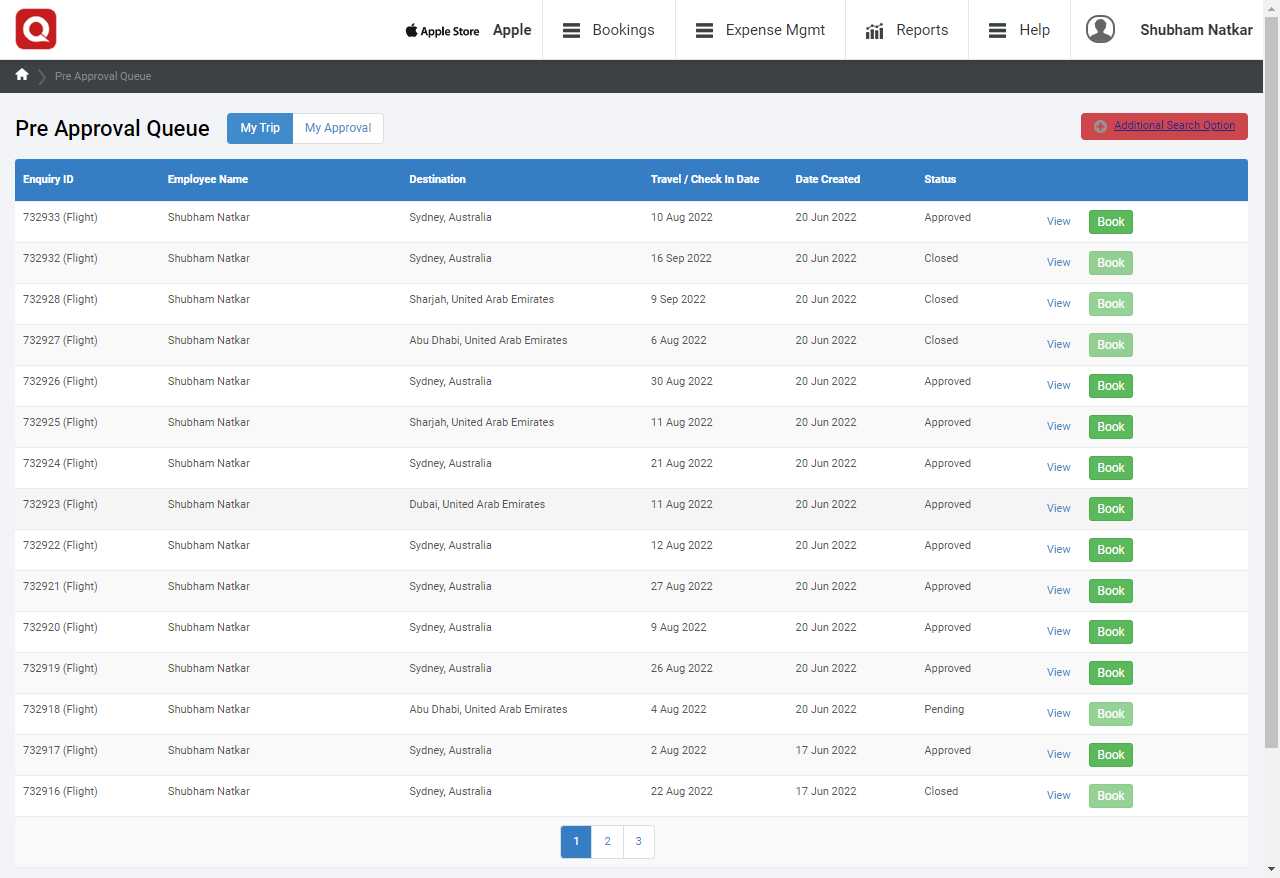 Apple Store Apple Bookings Expense Mgmt Reports Help Shubham Natkar
Pre Approval Queue
Pre Approval Queue My Trip My Approval Additional Search Option
Enquiry ID Employee Name Destination Travel / Check In Date Date Created Status
732933 (Flight) Shubham Natkar Sydney, Australia 10 Aug 2022 20 Jun 2022 Approved View Book
732932 (Flight) Shubham Natkar Sydney, Australia 16 Sep 2022 20 Jun 2022 Closed View Book
732928 (Flight) Shubham Natkar Sharjah, United Arab Emirates 9 Sep 2022 20 Jun 2022 Closed View Book
732927 (Flight) Shubham Natkar Abu Dhabi, United Arab Emirates 6 Aug 2022 20 Jun 2022 Closed View Book
732926 (Flight) Shubham Natkar Sydney, Australia 30 Aug 2022 20 Jun 2022 Approved View Book
732925 (Flight) Shubham Natkar Sharjah, United Arab Emirates 11 Aug 2022 20 Jun 2022 Approved View Book
732924 (Flight) Shubham Natkar Sydney, Australia 21 Aug 2022 20 Jun 2022 Approved View Book
732923 (Flight) Shubham Natkar Dubai, United Arab Emirates 11 Aug 2022 20 Jun 2022 Approved View Book
732922 (Flight) Shubham Natkar Sydney, Australia 12 Aug 2022 20 Jun 2022 Approved View Book
732921 (Flight) Shubham Natkar Sydney, Australia 27 Aug 2022 20 Jun 2022 Approved View Book
732920 (Flight) Shubham Natkar Sydney, Australia 9 Aug 2022 20 Jun 2022 Approved View Book
732919 (Flight) Shubham Natkar Sydney, Australia 26 Aug 2022 20 Jun 2022 Approved View Book
732918 (Flight) Shubham Natkar Abu Dhabi, United Arab Emirates 4 Aug 2022 20 Jun 2022 Pending View Book
732917 (Flight) Shubham Natkar Sydney, Australia 2 Aug 2022 17 Jun 2022 Approved View Book
732916 (Flight) Shubham Natkar Sydney, Australia 22 Aug 2022 17 Jun 2022 Closed View Book
1 2 3